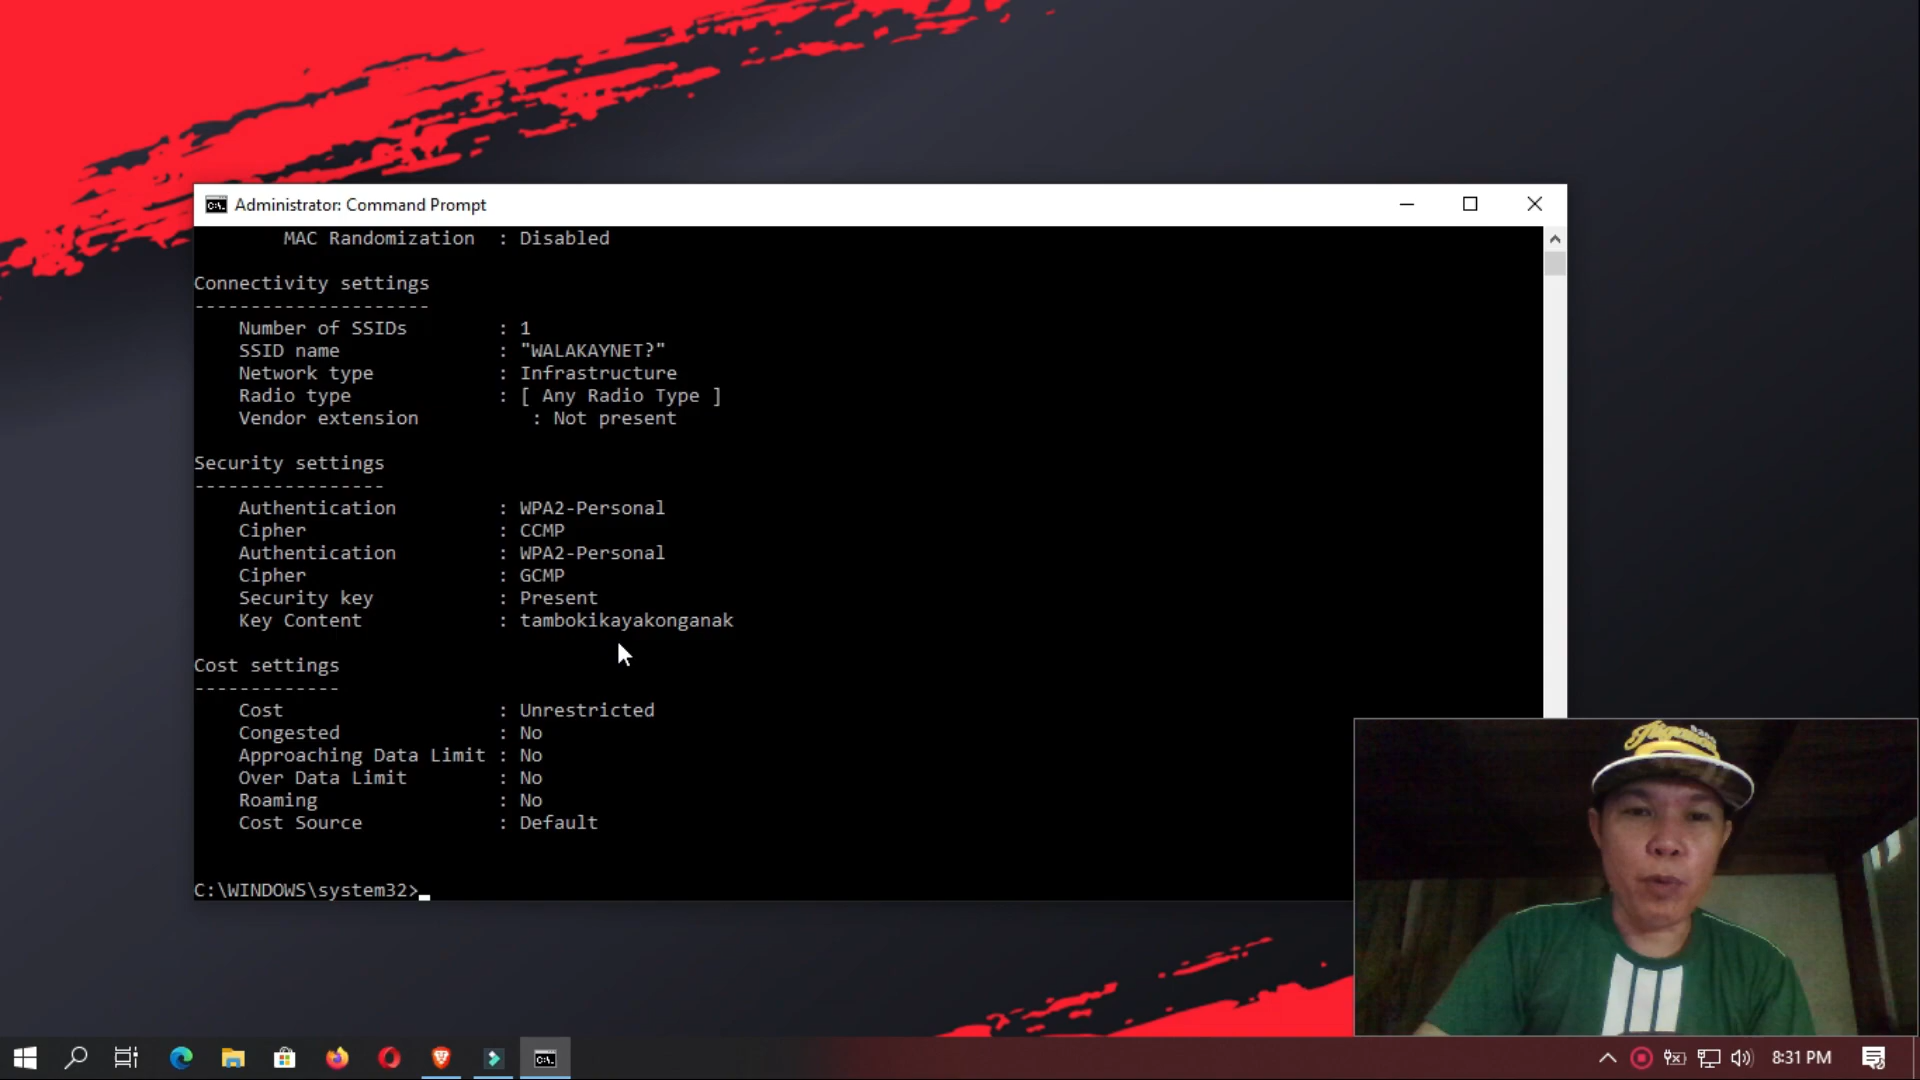 Administrator: Command Prompt
MAC Randomization : Disabled
Connectivity settings
---------------------
Number of SSIDs : 1
SSID name : "WALAKAYNET?"
Network type : Infrastructure
Radio type : [ Any Radio Type ]
Vendor extension : Not present
Security settings
-----------------
Authentication : WPA2-Personal
Cipher : CCMP
Authentication : WPA2-Personal
Cipher : GCMP
Security key : Present
Key Content : tambokikayakonganak
Cost settings
-------------
Cost : Unrestricted
Congested : No
Approaching Data Limit : No
Over Data Limit : No
Roaming : No
Cost Source : Default
C:\WINDOWS\system32>
8:31 PM